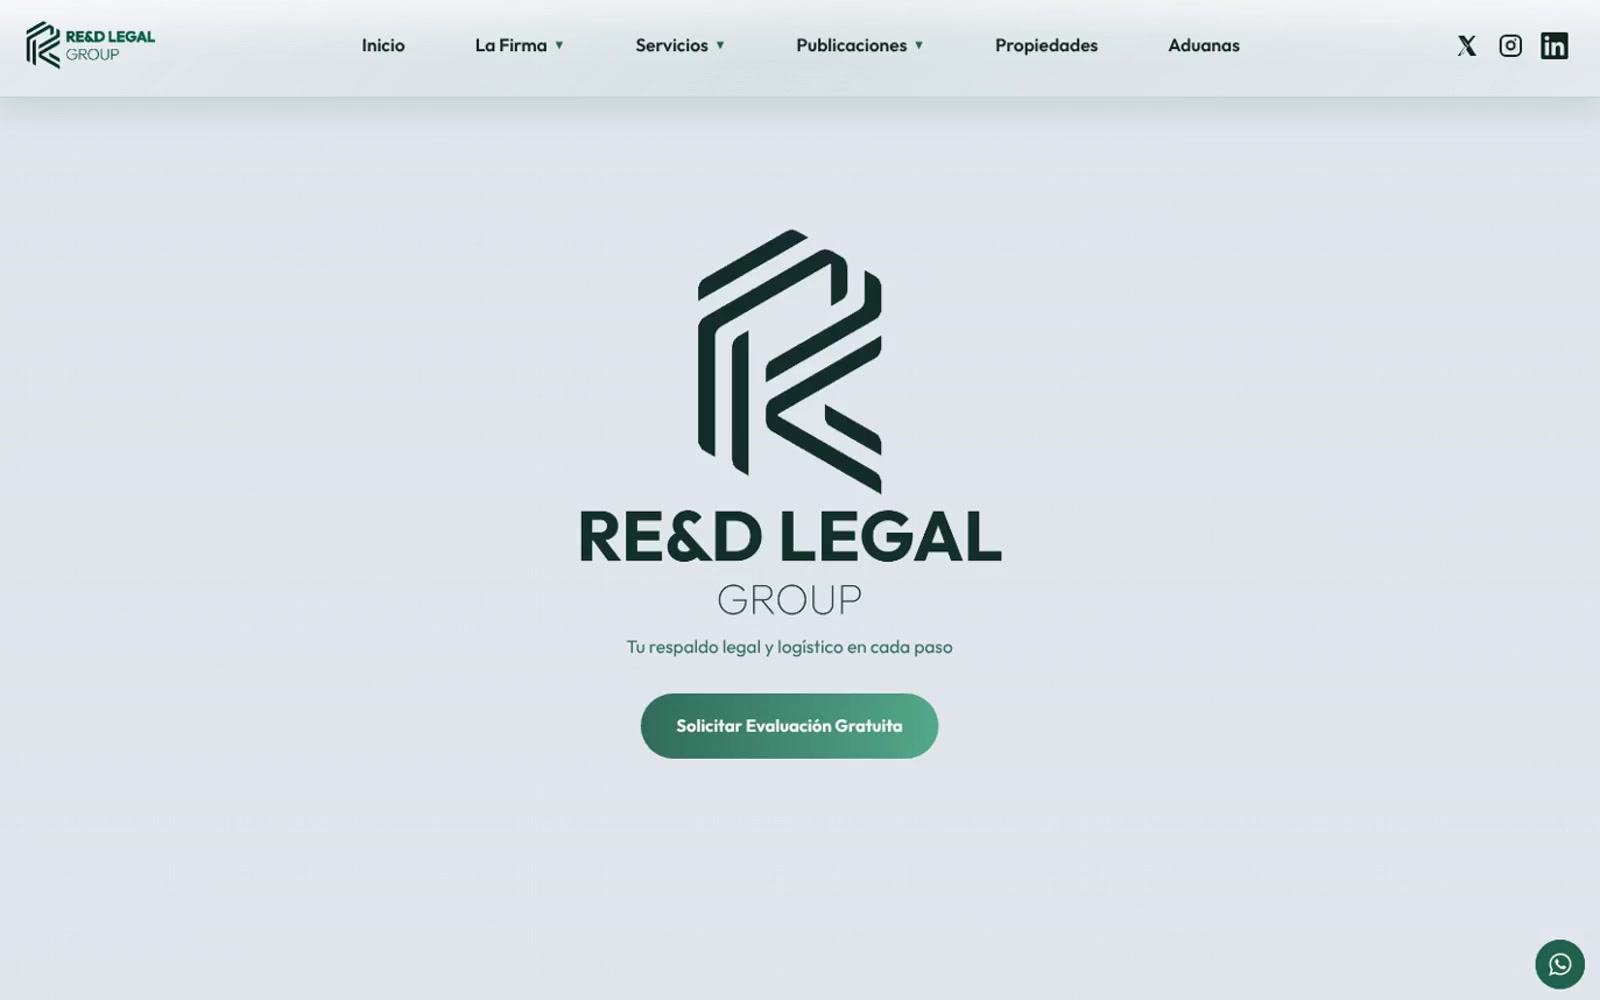 RE&D LEGAL
GROUP
Inicio
La Firma
Servicios
Publicaciones
Propiedades
Aduanas
RE&D LEGAL
GROUP
Tu respaldo legal y logístico en cada paso
Solicitar Evaluación Gratuita